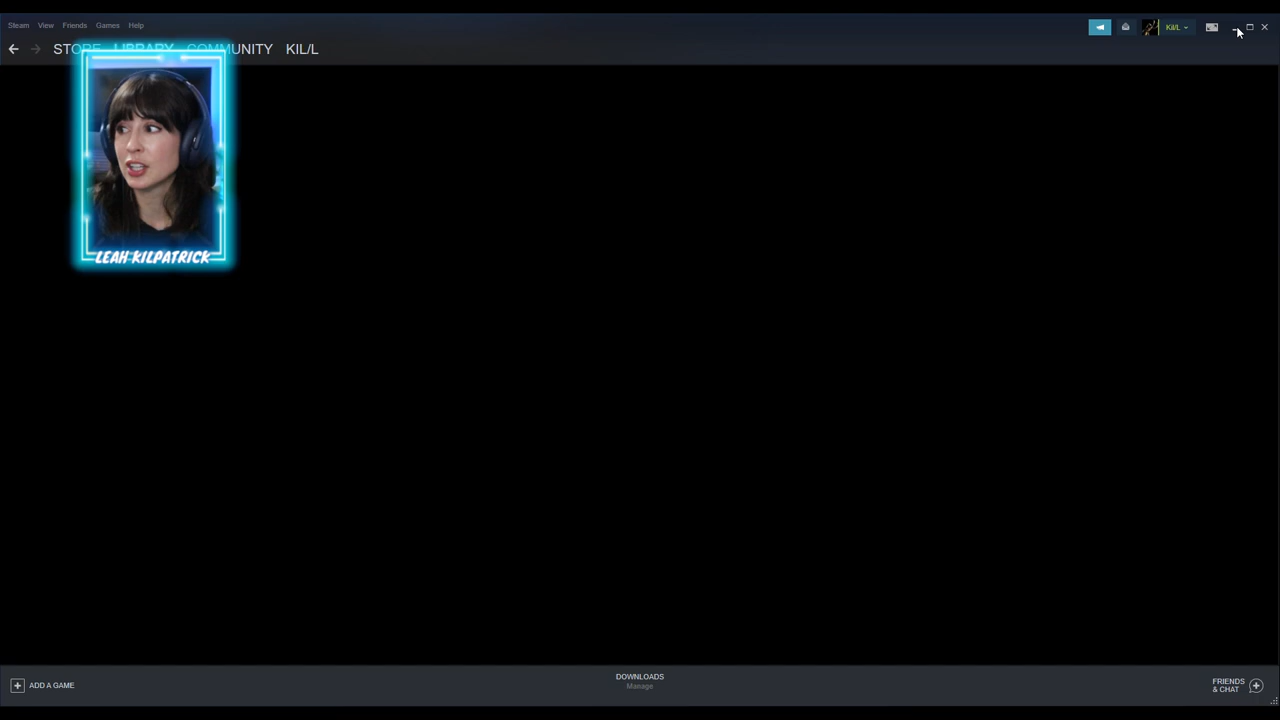 Steam View Friends Games Help
Kil/L
STORE LIBRARY COMMUNITY KIL/L
LEAH KILPATRICK
ADD A GAME
DOWNLOADS
Manage
FRIENDS
& CHAT